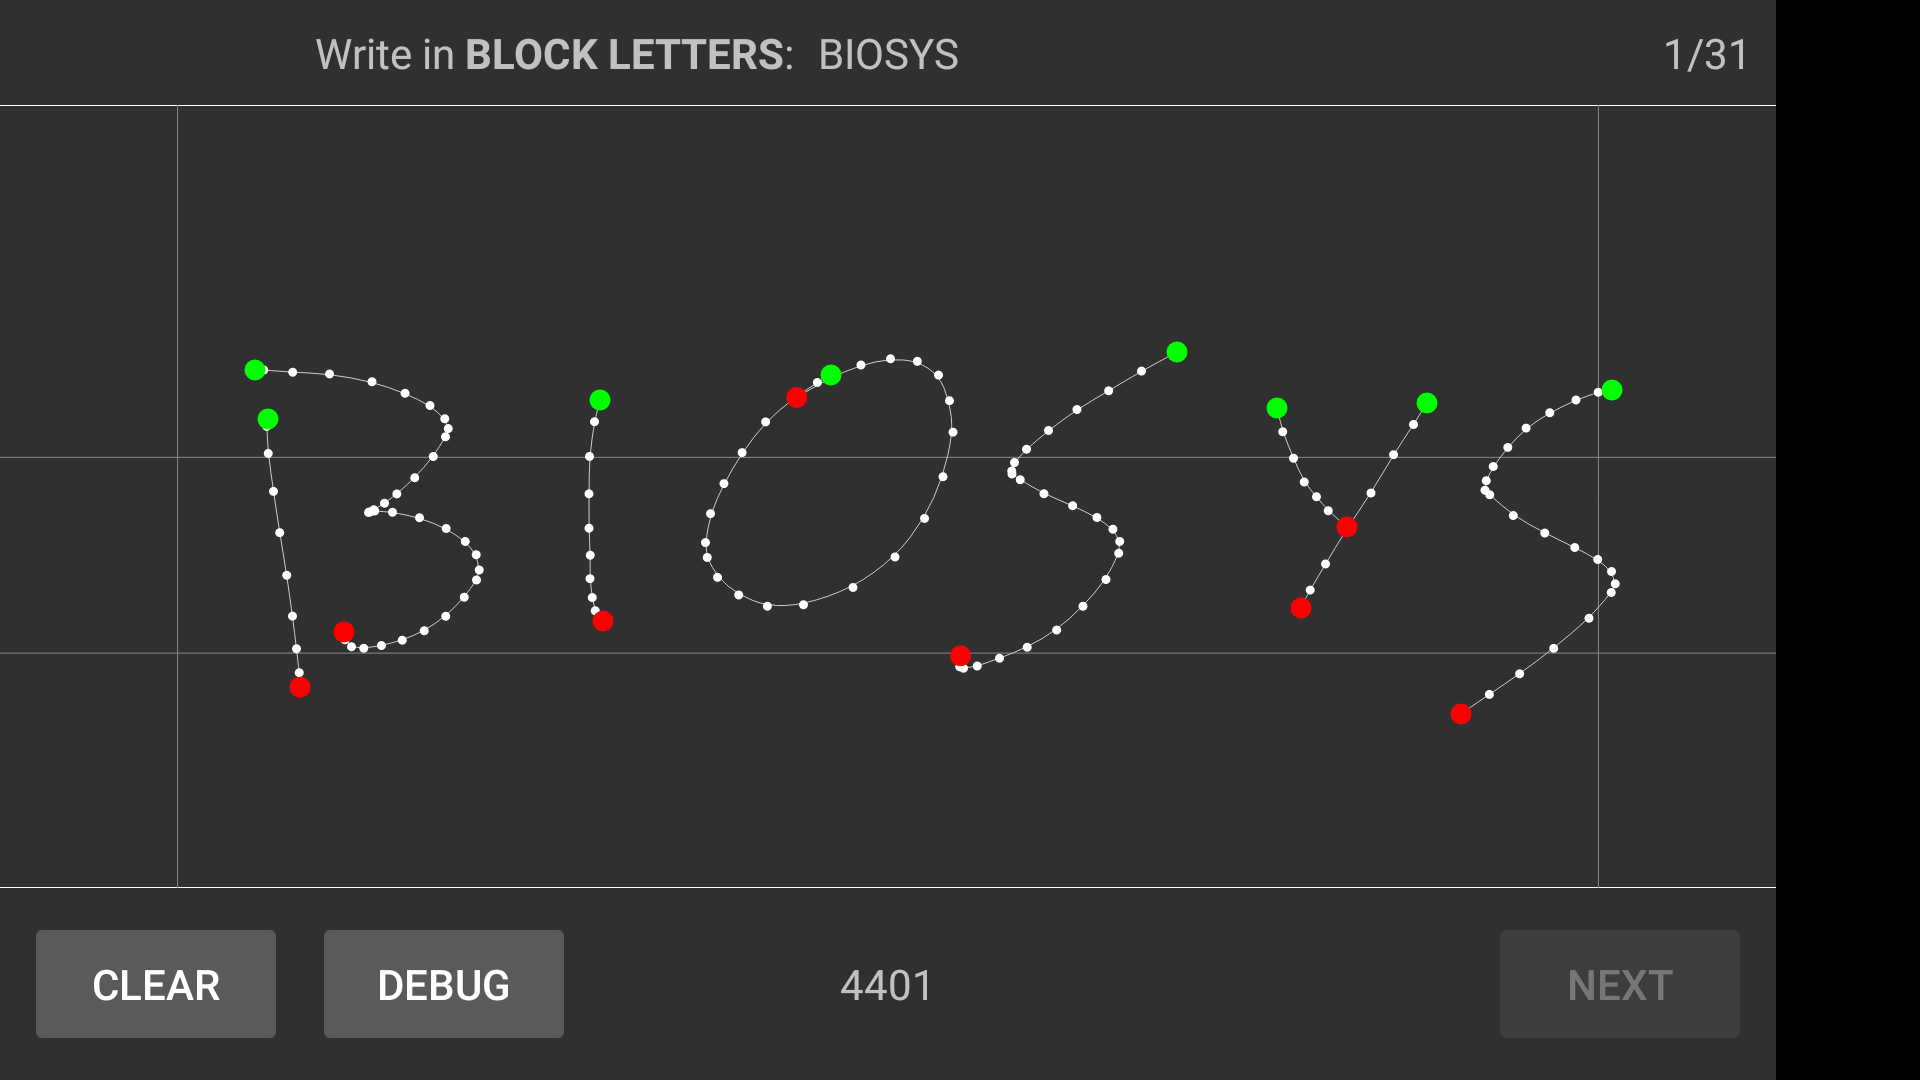 Write in BLOCK LETTERS: BIOSYS 1/31
BIOSYS
CLEAR DEBUG 4401 NEXT